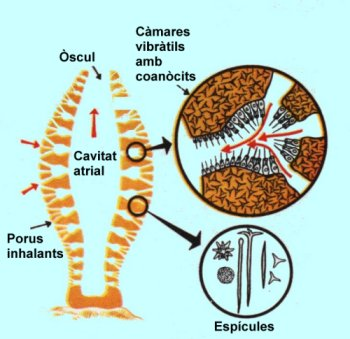 Òscul
Càmares
vibràtils
amb
coanòcits
Cavitat
atrial
Porus
inhalants
Espícules